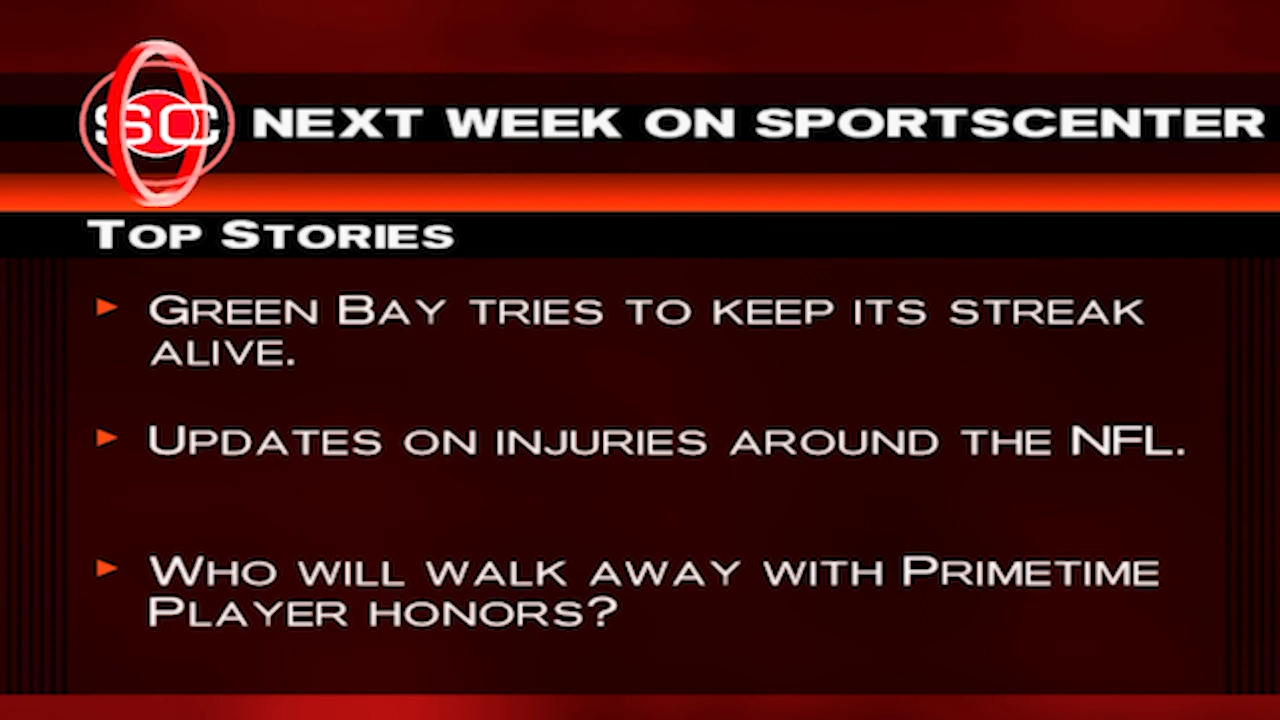 SC NEXT WEEK ON SPORTSCENTER
TOP STORIES
GREEN BAY TRIES TO KEEP ITS STREAK
ALIVE.
UPDATES ON INJURIES AROUND THE NFL.
WHO WILL WALK AWAY WITH PRIMETIME
PLAYER HONORS?